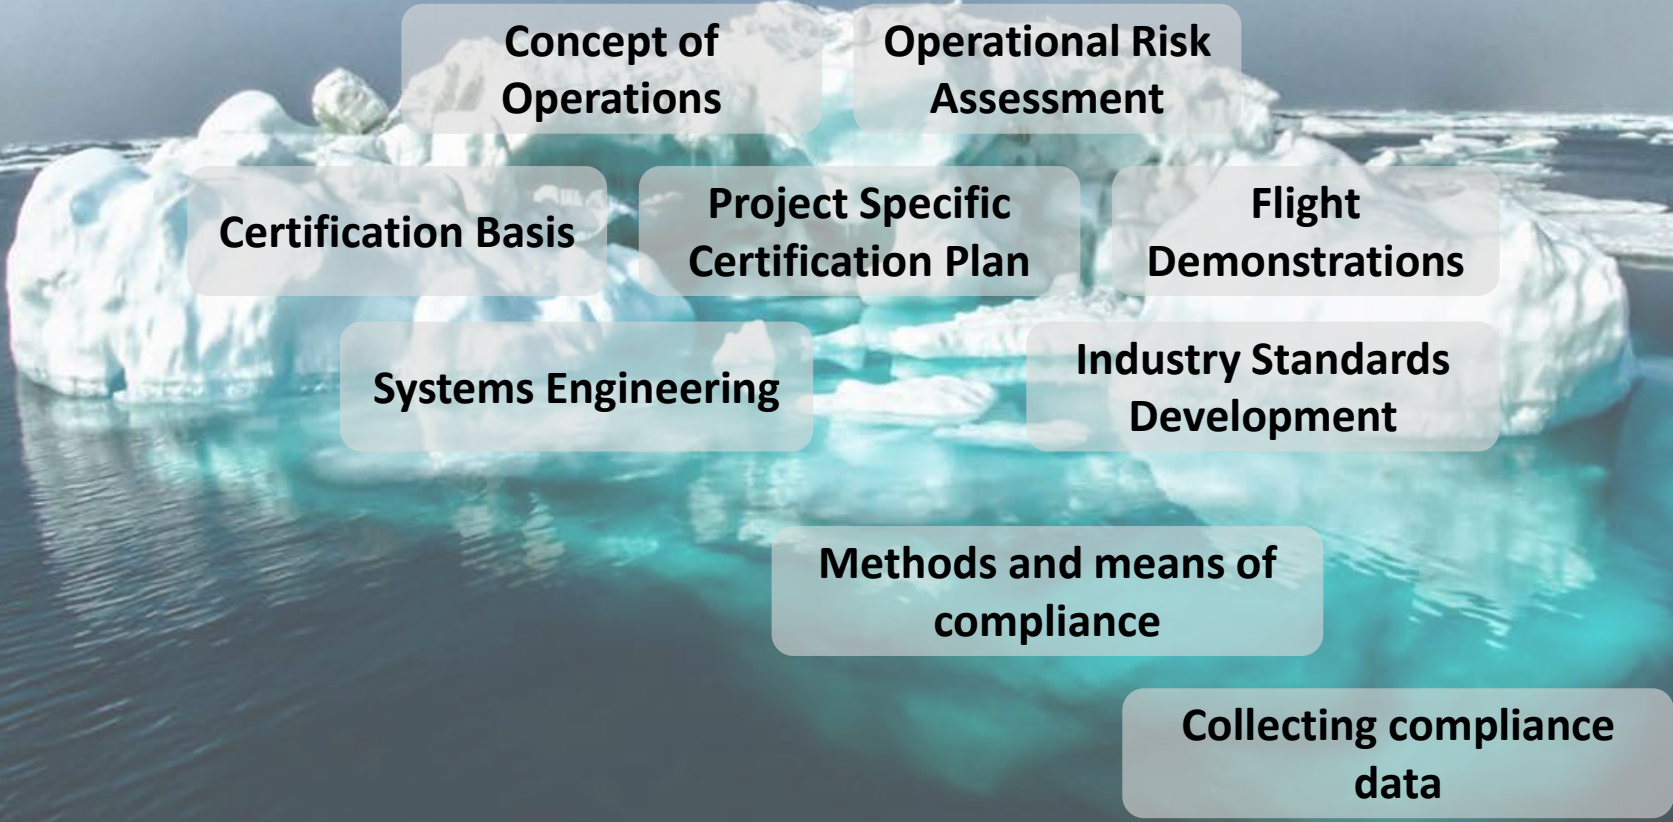 Concept of
Operations
Operational Risk
Assessment
Certification Basis
Project Specific
Certification Plan
Flight
Demonstrations
Systems Engineering
Industry Standards
Development
Methods and means of
compliance
Collecting compliance
data